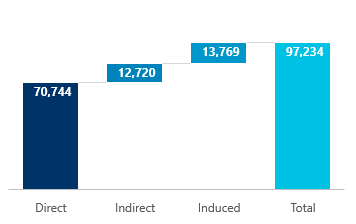 70,744
12,720
13,769
97,234
Direct
Indirect
Induced
Total